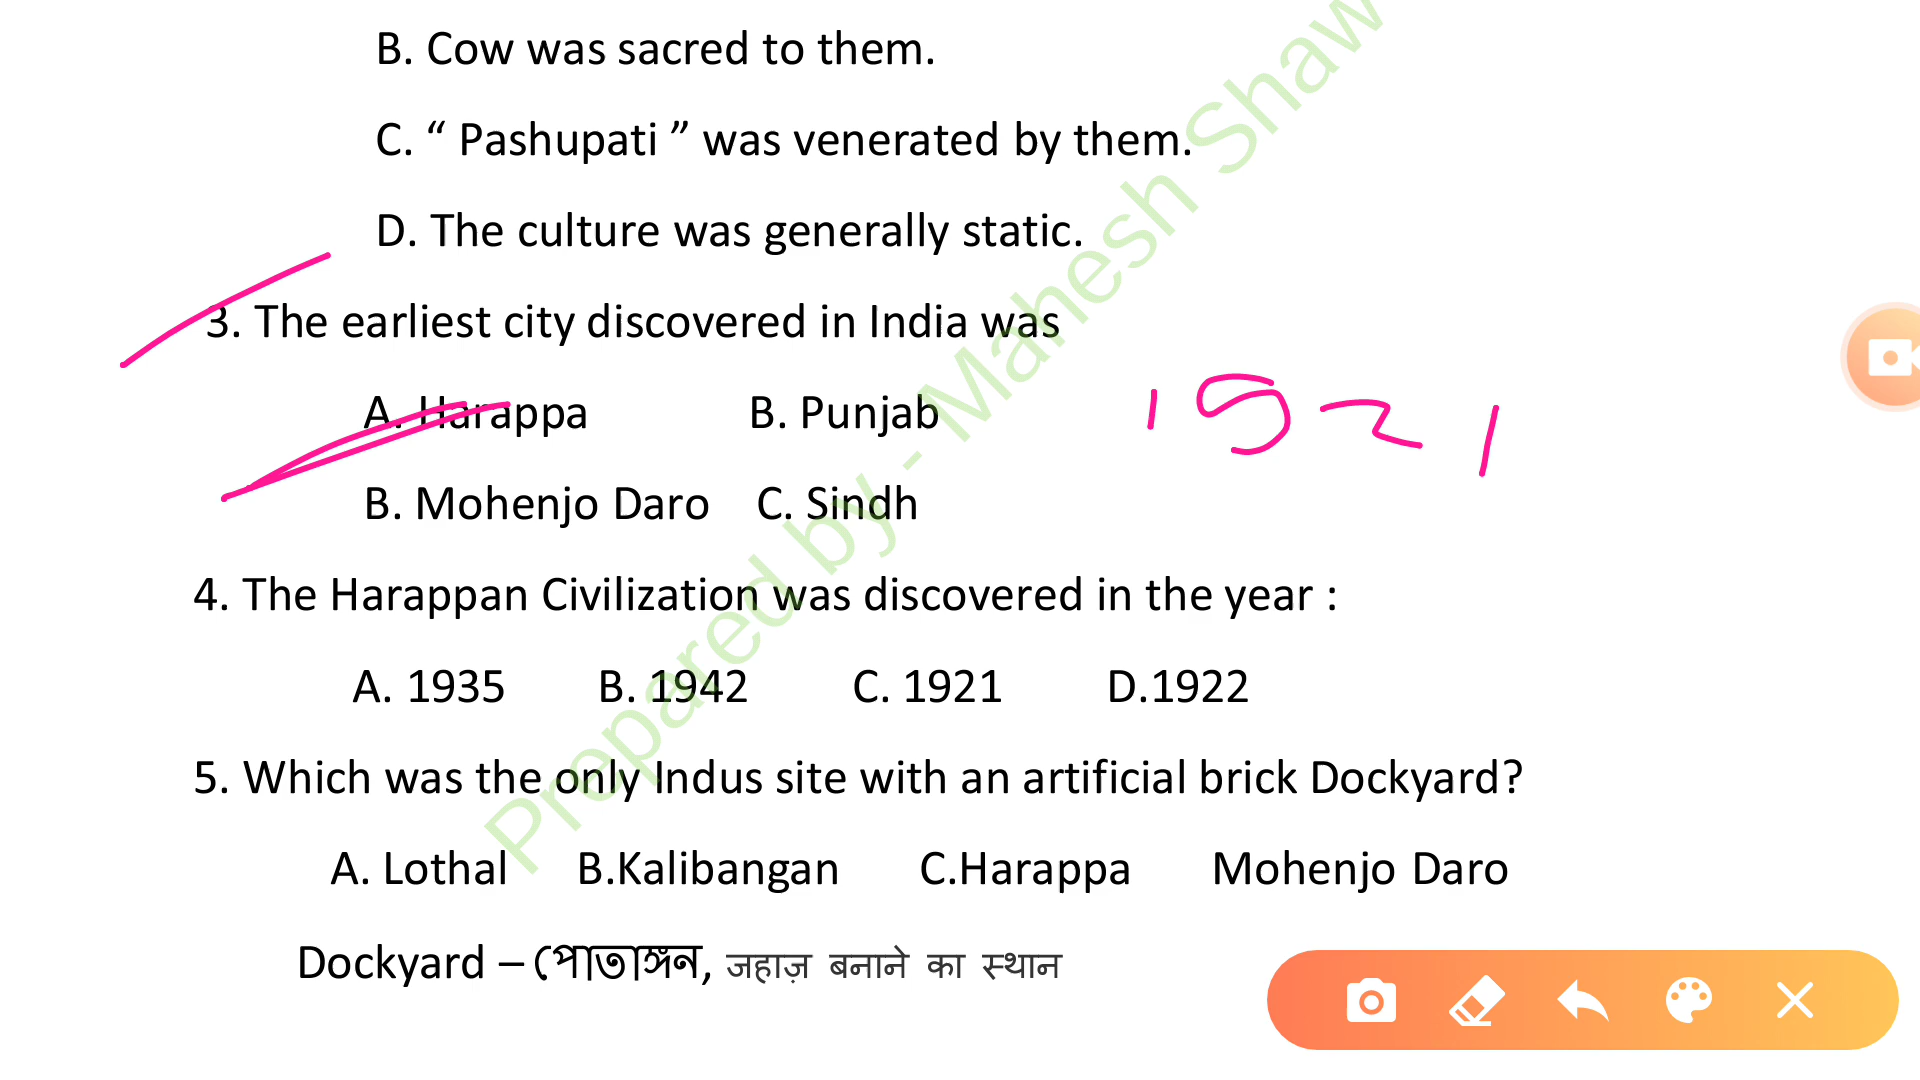 B. Cow was sacred to them.
C. “ Pashupati ” was venerated by them.
D. The culture was generally static.
3. The earliest city discovered in India was
A. Harappa B. Punjab
1921
B. Mohenjo Daro C. Sindh
4. The Harappan Civilization was discovered in the year :
A. 1935 B. 1942 C. 1921 D.1922
5. Which was the only Indus site with an artificial brick Dockyard?
A. Lothal B.Kalibangan C.Harappa Mohenjo Daro
Dockyard – পোতাঙ্গন, जहाज़ बनाने का स्थान
Prepared by - Mahesh Shaw